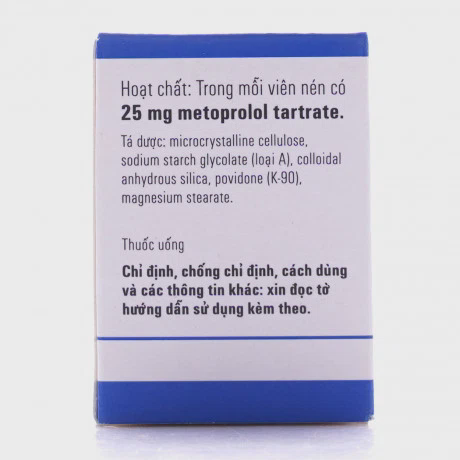 Hoạt chất: Trong mỗi viên nén có
25 mg metoprolol tartrate.
Tá dược: microcrystalline cellulose,
sodium starch glycolate (loại A), colloidal
anhydrous silica, povidone (K-90),
magnesium stearate.
Thuốc uống
Chỉ định, chống chỉ định, cách dùng
và các thông tin khác: xin đọc tờ
hướng dẫn sử dụng kèm theo.